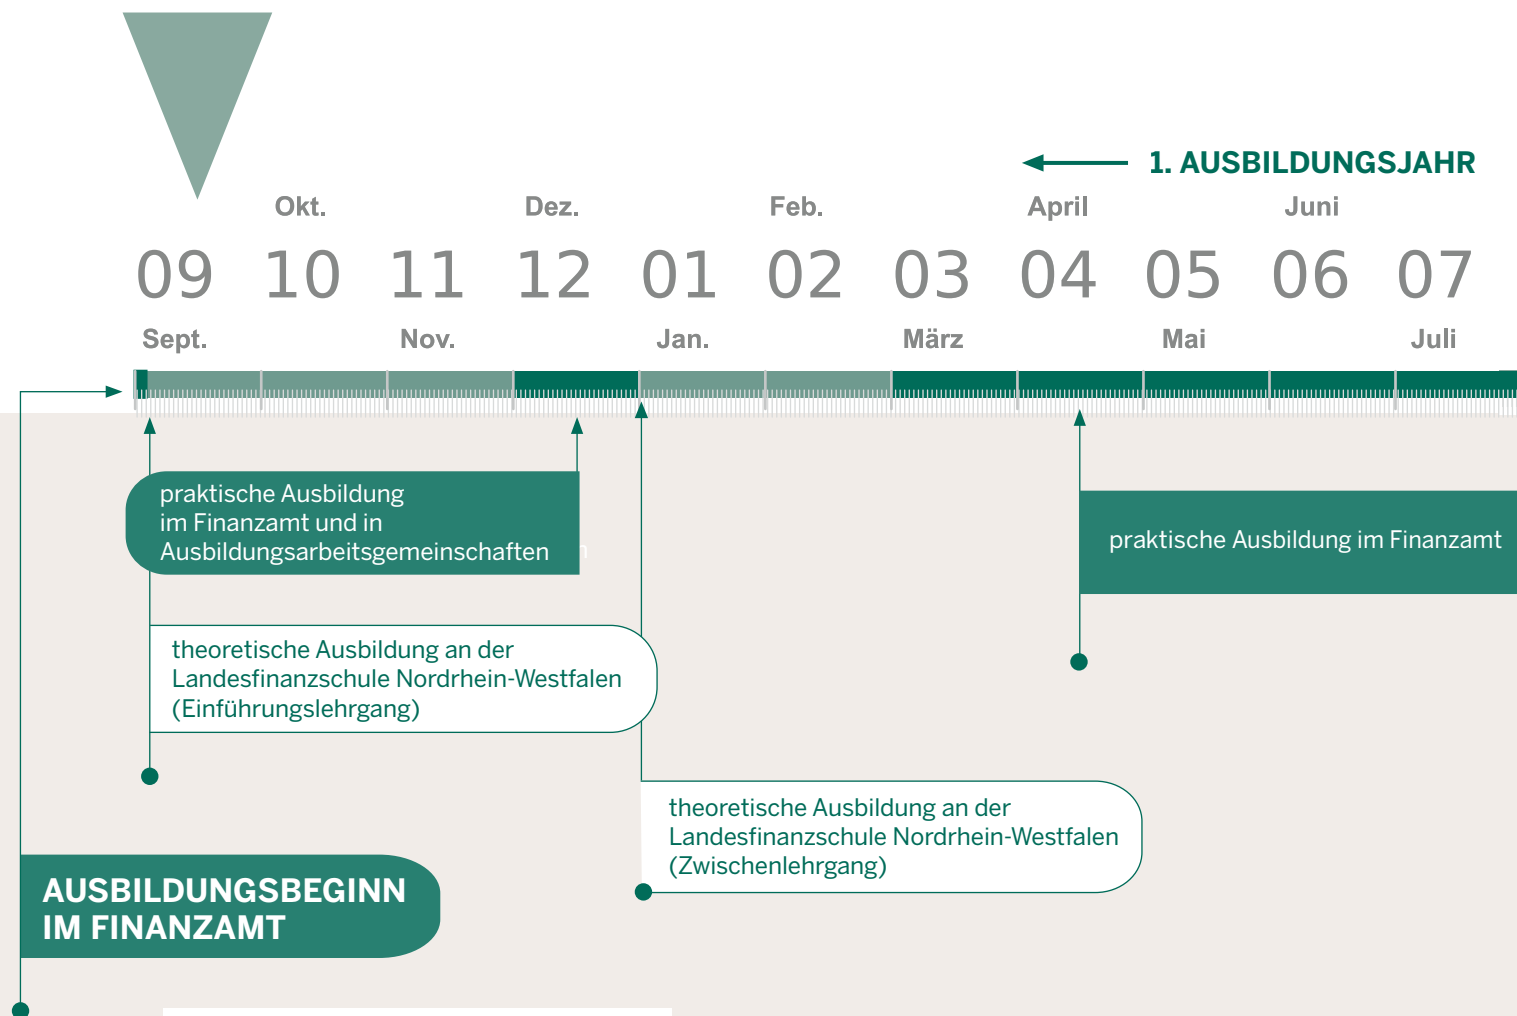 1. AUSBILDUNGSJAHR
Okt. Dez. Feb. April Juni
09 10 11 12 01 02 03 04 05 06 07
Sept. Nov. Jan. März Mai Juli
praktische Ausbildung
im Finanzamt und in
Ausbildungsarbeitsgemeinschaften
praktische Ausbildung im Finanzamt
theoretische Ausbildung an der
Landesfinanzschule Nordrhein-Westfalen
(Einführungslehrgang)
theoretische Ausbildung an der
Landesfinanzschule Nordrhein-Westfalen
(Zwischenlehrgang)
AUSBILDUNGSBEGINN
IM FINANZAMT